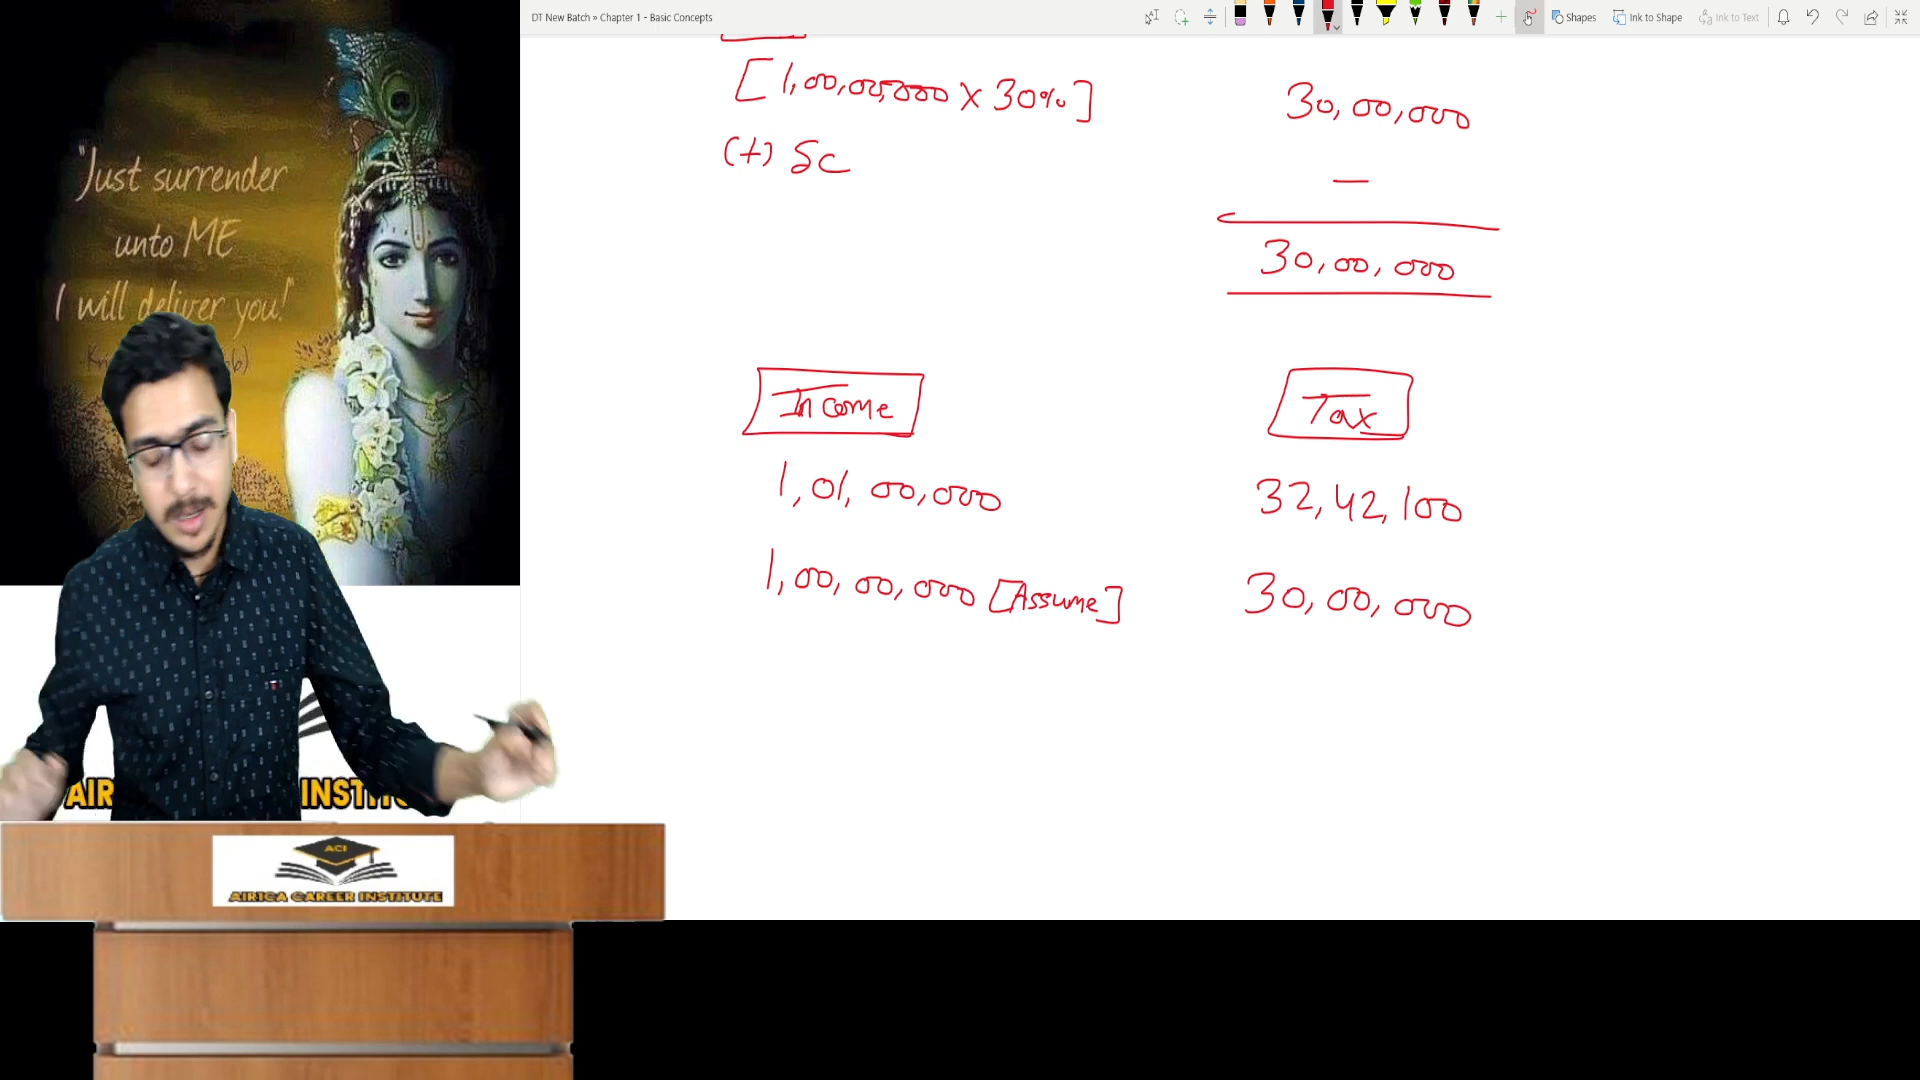 DT New Batch » Chapter 1 - Basic Concepts
Shapes
Ink to Shape
Ink to Text
[1,00,00,000 X 30%] 30,00,000
(+) SC —
30,00,000
Income Tax
1,01,00,000 32,42,100
1,00,00,000 [Assume] 30,00,000
"Just surrender
unto ME
I will deliver you!"
AIR
INSTIT
ACI
AIR1CA CAREER INSTITUTE